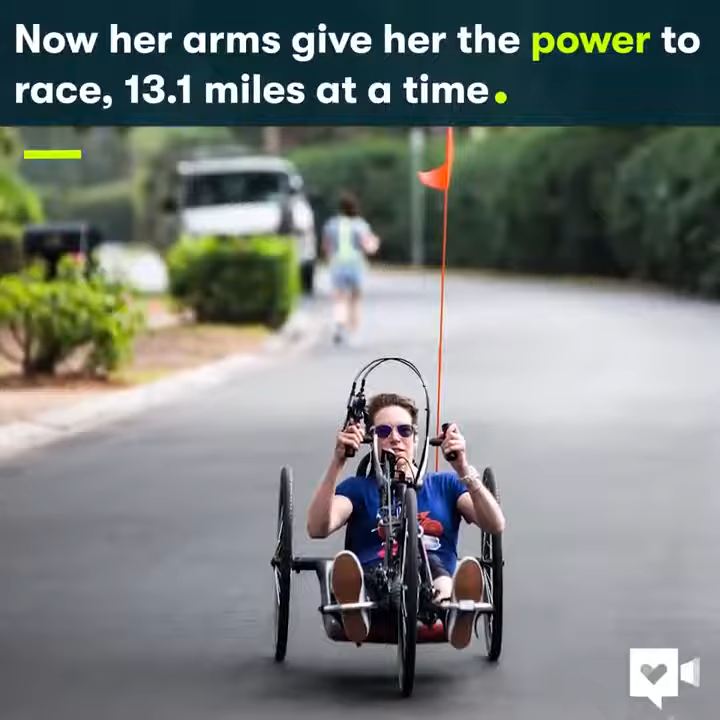 Now her arms give her the power to
race, 13.1 miles at a time.